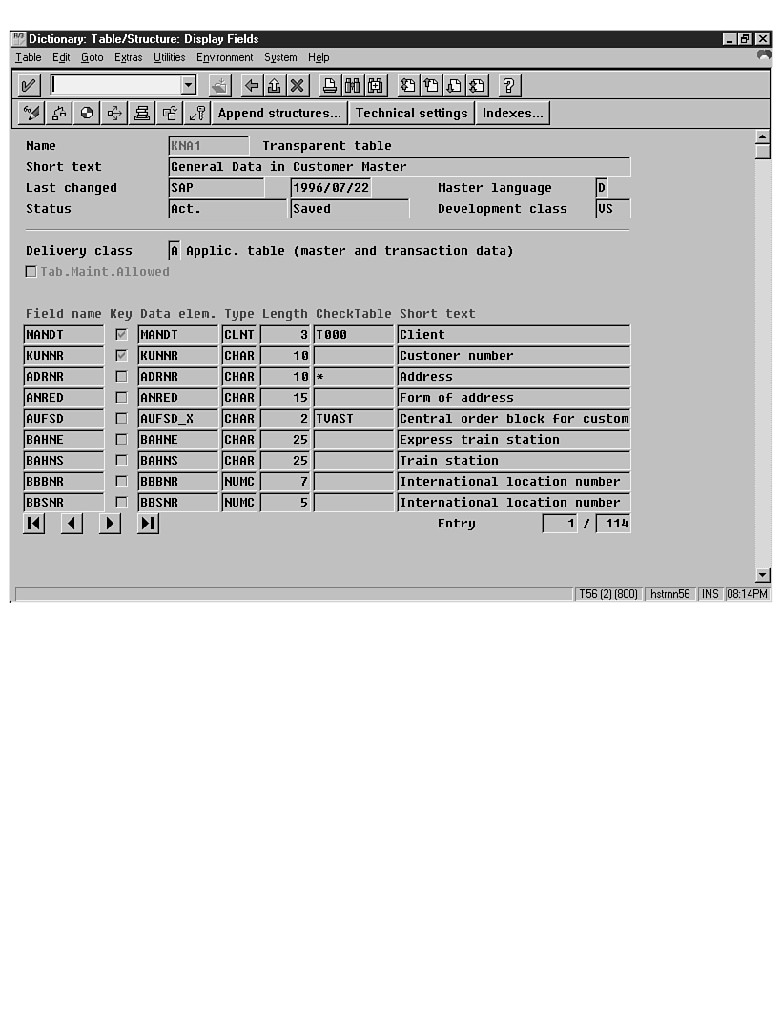 Dictionary: Table/Structure: Display Fields
Table Edit Goto Extras Utilities Environment System Help
Append structures... Technical settings Indexes...
Name KNA1 Transparent table
Short text General Data in Customer Master
Last changed SAP 1996/07/22 Master language D
Status Act. Saved Development class VS
Delivery class A Applic. table (master and transaction data)
Tab.Maint.Allowed
Field name Key Data elem. Type Length CheckTable Short text
MANDT MANDT CLNT 3 T000 Client
KUNNR KUNNR CHAR 10 Customer number
ADRNR ADRNR CHAR 10 * Address
ANRED ANRED CHAR 15 Form of address
AUFSD AUFSD_X CHAR 2 TVAST Central order block for custom
BAHNE BAHNE CHAR 25 Express train station
BAHNS BAHNS CHAR 25 Train station
BBBNR BBBNR NUMC 7 International location number
BBSNR BBSNR NUMC 5 International location number
Entry 1 / 114
T56 (2) (800) INS 08:14PM